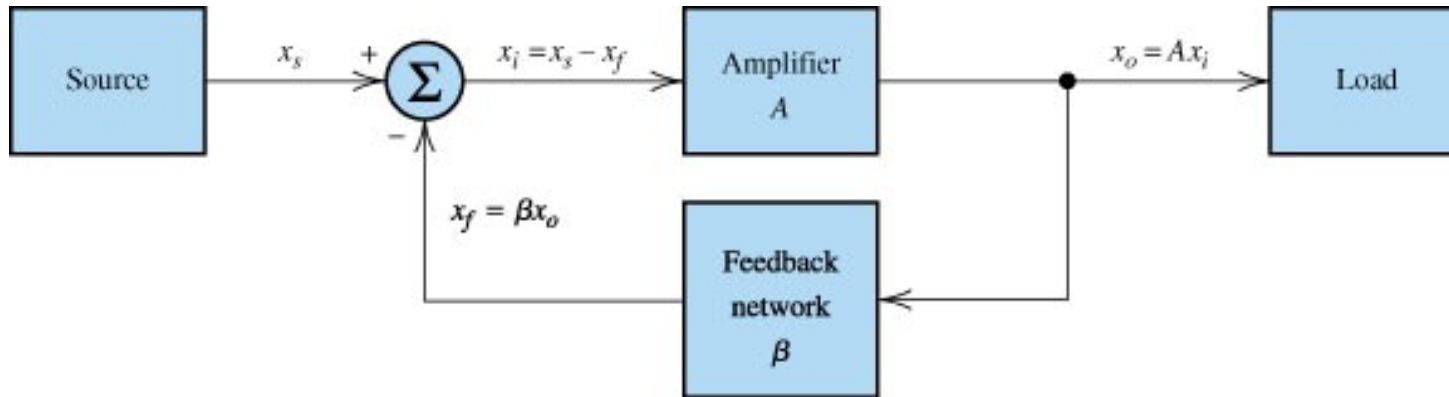 Source
x_s
+
Σ
−
x_i = x_s − x_f
Amplifier
A
x_o = Ax_i
Load
x_f = βx_o
Feedback
network
β